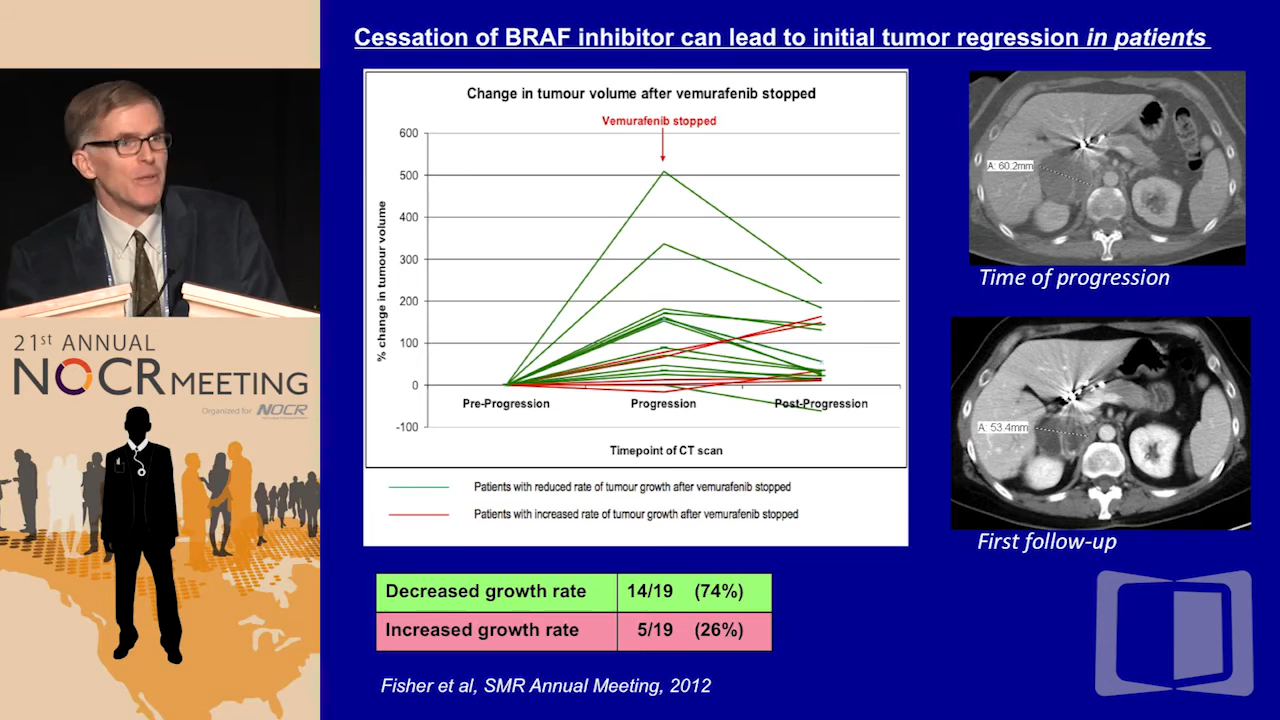 Cessation of BRAF inhibitor can lead to initial tumor regression in patients
Change in tumour volume after vemurafenib stopped
Vemurafenib stopped
600
500
400
300
200
100
0
-100
% change in tumour volume
Pre-Progression
Progression
Post-Progression
Timepoint of CT scan
Patients with reduced rate of tumour growth after vemurafenib stopped
Patients with increased rate of tumour growth after vemurafenib stopped
A: 60.2mm
Time of progression
A: 53.4mm
First follow-up
Decreased growth rate 14/19 (74%)
Increased growth rate 5/19 (26%)
Fisher et al, SMR Annual Meeting, 2012
21st ANNUAL
NOCR MEETING
Organized for NOCR